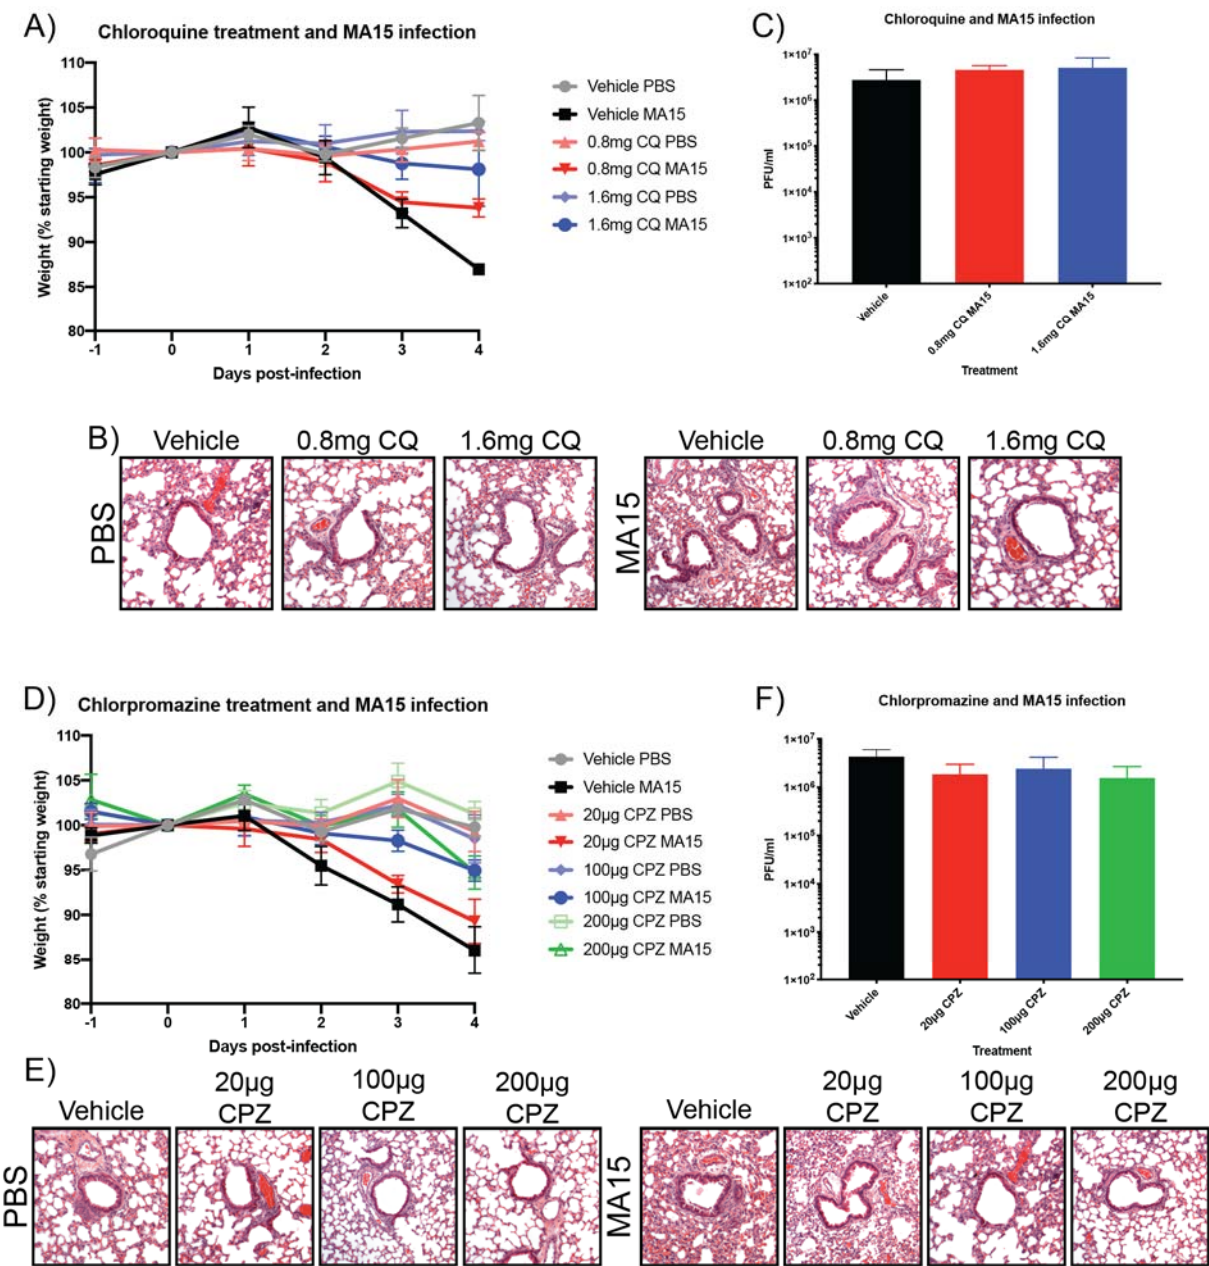 A)
Chloroquine treatment and MA15 infection
110
105
100
95
90
85
80
Weight (% starting weight)
-1 0 1 2 3 4
Days post-infection
Vehicle PBS
Vehicle MA15
0.8mg CQ PBS
0.8mg CQ MA15
1.6mg CQ PBS
1.6mg CQ MA15
C)
Chloroquine and MA15 infection
1×10⁷
1×10⁶
1×10⁵
1×10⁴
1×10³
1×10²
PFU/ml
Vehicle
0.8mg CQ MA15
1.6mg CQ MA15
Treatment
B)
Vehicle 0.8mg CQ 1.6mg CQ
PBS
Vehicle 0.8mg CQ 1.6mg CQ
MA15
D)
Chlorpromazine treatment and MA15 infection
110
105
100
95
90
85
80
Weight (% starting weight)
-1 0 1 2 3 4
Days post-infection
Vehicle PBS
Vehicle MA15
20µg CPZ PBS
20µg CPZ MA15
100µg CPZ PBS
100µg CPZ MA15
200µg CPZ PBS
200µg CPZ MA15
F)
Chlorpromazine and MA15 infection
1×10⁷
1×10⁶
1×10⁵
1×10⁴
1×10³
1×10²
PFU/ml
Vehicle
20µg CPZ
100µg CPZ
200µg CPZ
Treatment
E)
Vehicle
20µg
CPZ
100µg
CPZ
200µg
CPZ
PBS
Vehicle
20µg
CPZ
100µg
CPZ
200µg
CPZ
MA15